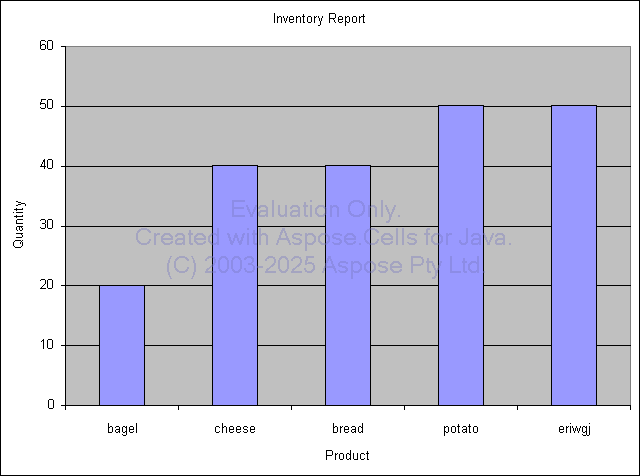 Inventory Report
60
50
40
30
20
10
0
Quantity
Evaluation Only.
Created with Aspose.Cells for Java.
(C) 2003-2025 Aspose Pty Ltd.
bagel cheese bread potato eriwgj
Product